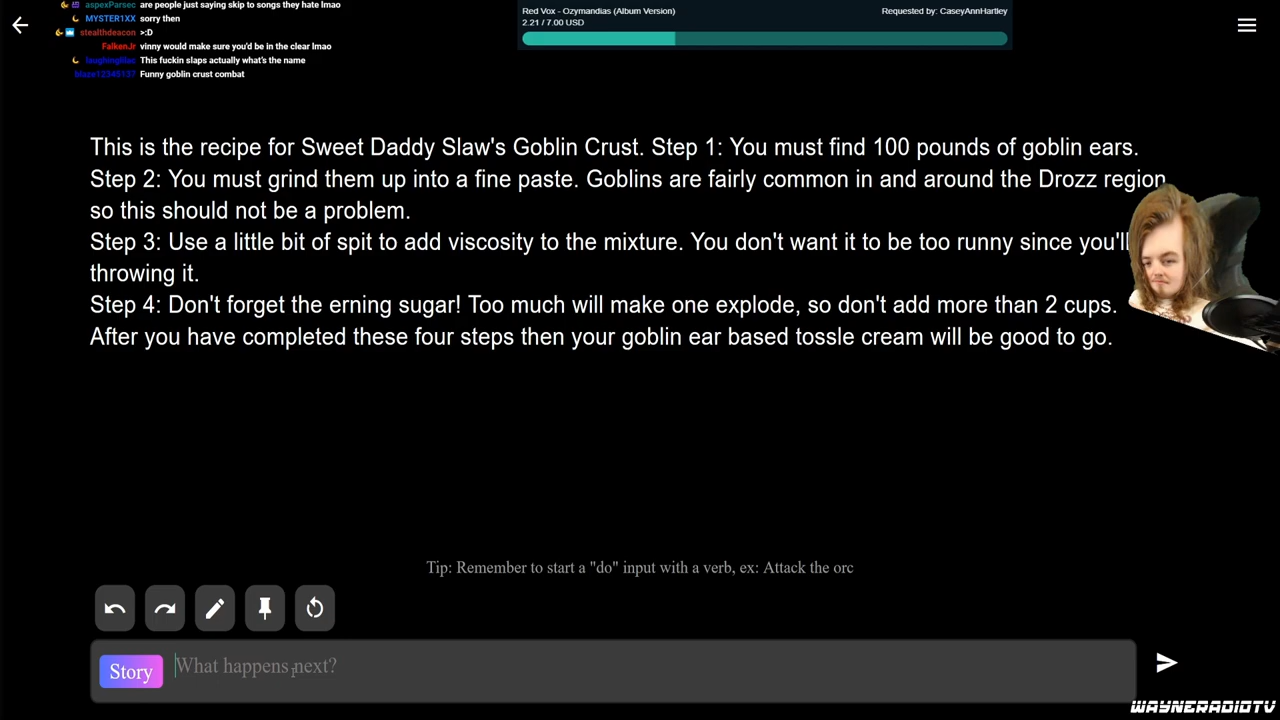 aspexParsec are people just saying skip to songs they hate lmao
MYSTER1XX sorry then
stealthdeacon >:D
FalkenJr vinny would make sure you'd be in the clear lmao
laughinglilac This fuckin slaps actually what's the name
blaze12345137 Funny goblin crust combat
Red Vox - Ozymandias (Album Version) Requested by: CaseyAnnHartley
2.21 / 7.00 USD
This is the recipe for Sweet Daddy Slaw's Goblin Crust. Step 1: You must find 100 pounds of goblin ears.
Step 2: You must grind them up into a fine paste. Goblins are fairly common in and around the Drozz region
so this should not be a problem.
Step 3: Use a little bit of spit to add viscosity to the mixture. You don't want it to be too runny since you'll
throwing it.
Step 4: Don't forget the erning sugar! Too much will make one explode, so don't add more than 2 cups.
After you have completed these four steps then your goblin ear based tossle cream will be good to go.
Tip: Remember to start a "do" input with a verb, ex: Attack the orc
Story What happens next?
WAYNERADIOTV